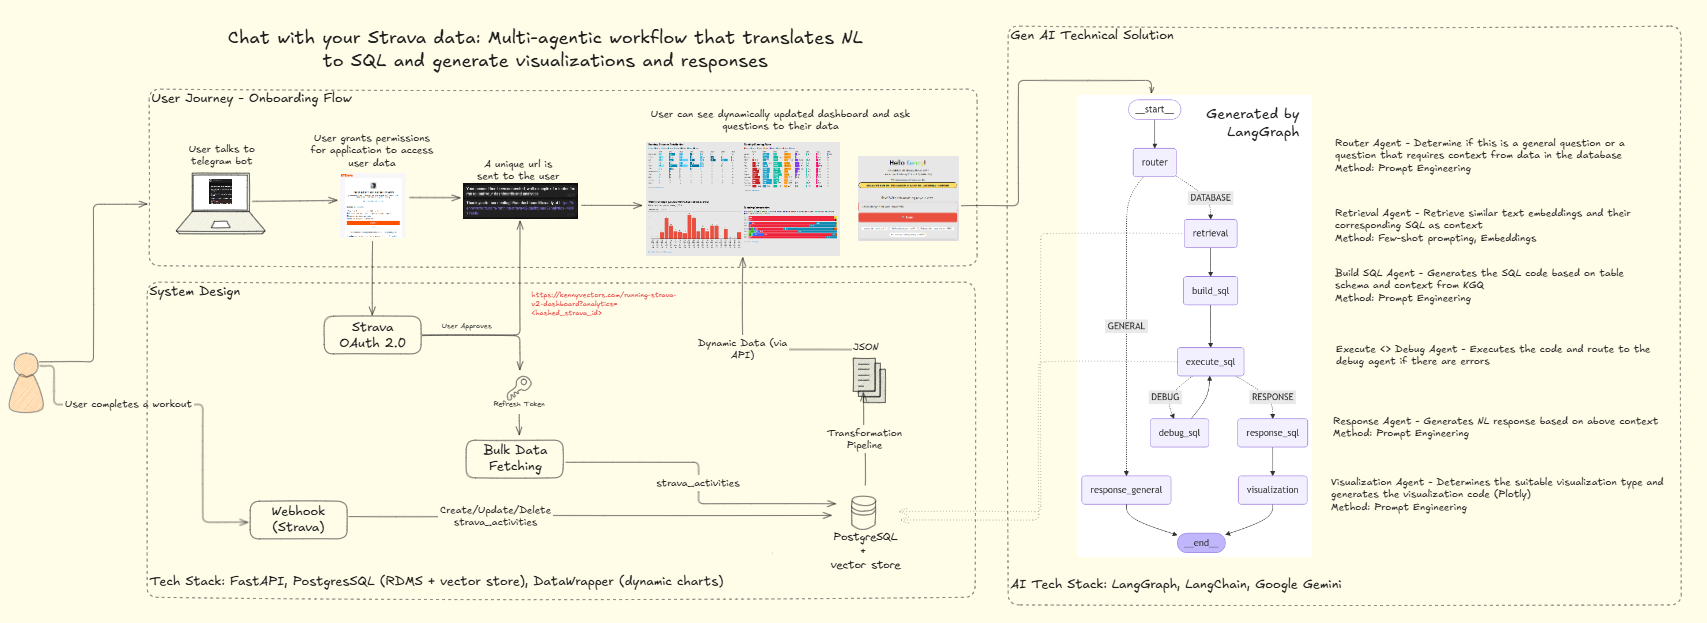 Chat with your Strava data: Multi-agentic workflow that translates NL
to SQL and generate visualizations and responses
User Journey - Onboarding Flow
User talks to
telegram bot
User grants permissions
for application to access
user data
A unique url is
sent to the user
User can see dynamically updated dashboard and ask
questions to their data
System Design
Strava
OAuth 2.0
User Approves
https://kennyvectors.com/running-strava-
v2-dashboard?analytics=
<hashed_strava_id>
Refresh Token
Bulk Data
Fetching
User completes a workout
Webhook
(Strava)
Create/Update/Delete
strava_activities
strava_activities
Dynamic Data (via
API)
JSON
Transformation
Pipeline
PostgreSQL
+
vector store
Tech Stack: FastAPI, PostgresSQL (RDMS + vector store), DataWrapper (dynamic charts)
Gen AI Technical Solution
Generated by
LangGraph
__start__
router
DATABASE
retrieval
build_sql
GENERAL
execute_sql
DEBUG
RESPONSE
debug_sql
response_sql
response_general
visualization
__end__
Router Agent - Determine if this is a general question or a
question that requires context from data in the database
Method: Prompt Engineering
Retrieval Agent - Retrieve similar text embeddings and their
corresponding SQL as context
Method: Few-shot prompting, Embeddings
Build SQL Agent - Generates the SQL code based on table
schema and context from KGQ
Method: Prompt Engineering
Execute <> Debug Agent - Executes the code and route to the
debug agent if there are errors
Response Agent - Generates NL response based on above context
Method: Prompt Engineering
Visualization Agent - Determines the suitable visualization type and
generates the visualization code (Plotly)
Method: Prompt Engineering
AI Tech Stack: LangGraph, LangChain, Google Gemini